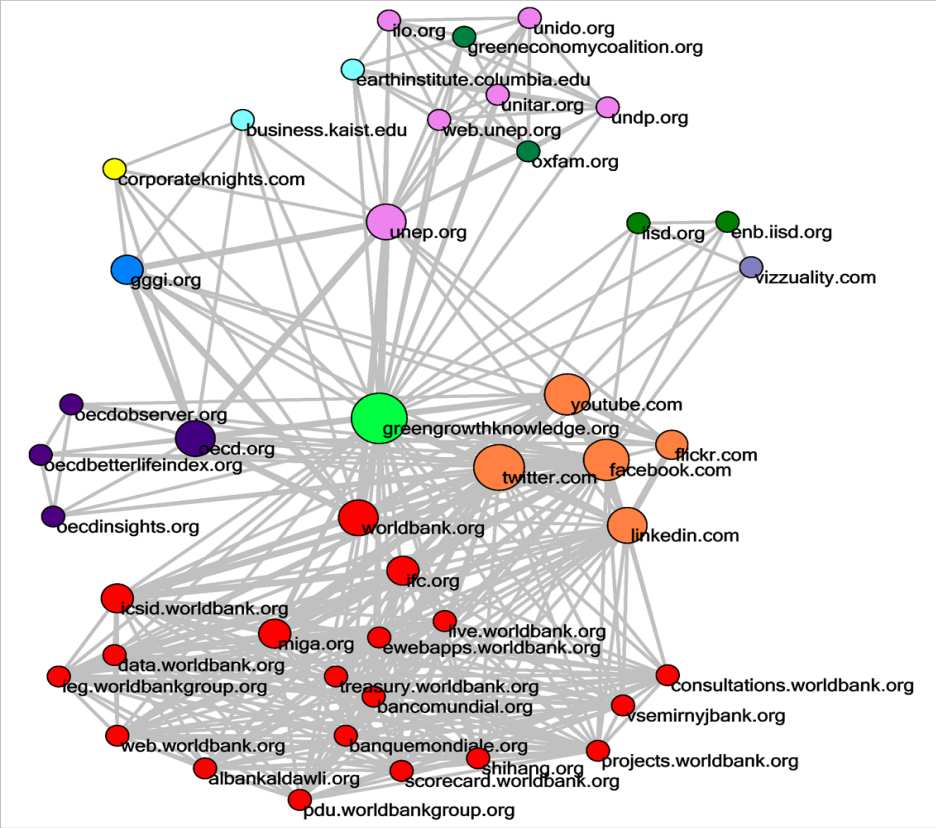 ilo.org
unido.org
greeneconomycoalition.org
earthinstitute.columbia.edu
unitar.org
undp.org
business.kaist.edu
web.unep.org
oxfam.org
corporateknights.com
unep.org
iisd.org
enb.iisd.org
gggi.org
vizzuality.com
youtube.com
oecdobserver.org
greengrowthknowledge.org
oecd.org
flickr.com
oecdbetterlifeindex.org
facebook.com
twitter.com
oecdinsights.org
worldbank.org
linkedin.com
ifc.org
icsid.worldbank.org
live.worldbank.org
miga.org
ewebapps.worldbank.org
data.worldbank.org
ieg.worldbankgroup.org
treasury.worldbank.org
consultations.worldbank.org
bancomundial.org
vsemirnyjbank.org
web.worldbank.org
banquemondiale.org
projects.worldbank.org
shihang.org
albankaldawli.org
scorecard.worldbank.org
pdu.worldbankgroup.org